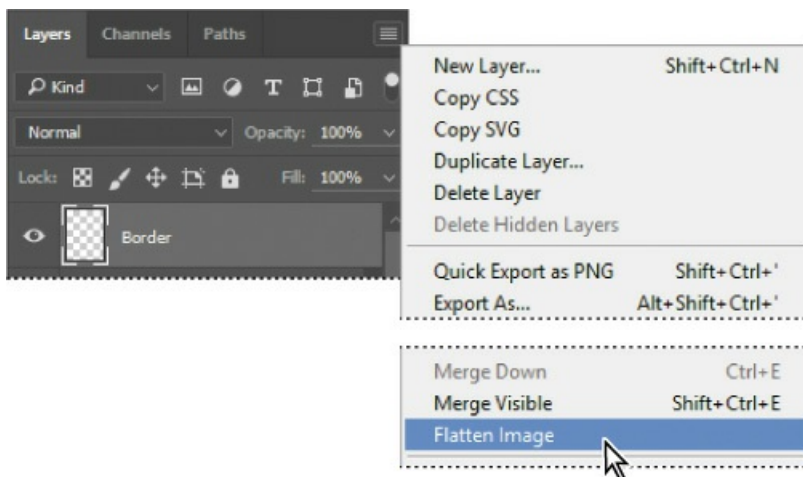 Layers Channels Paths
Kind
Normal Opacity: 100%
Lock: Fill: 100%
Border
New Layer... Shift+Ctrl+N
Copy CSS
Copy SVG
Duplicate Layer...
Delete Layer
Delete Hidden Layers
Quick Export as PNG Shift+Ctrl+'
Export As... Alt+Shift+Ctrl+'
Merge Down Ctrl+E
Merge Visible Shift+Ctrl+E
Flatten Image